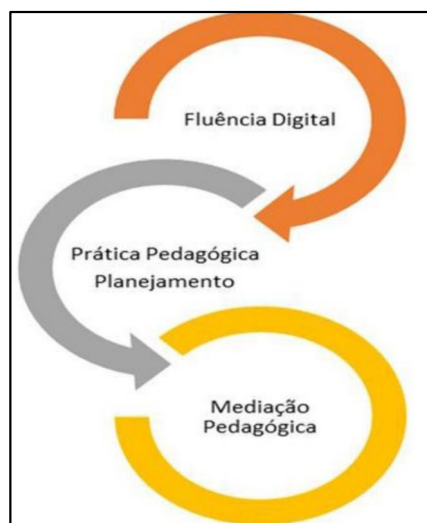 Fluência Digital
Prática Pedagógica
Planejamento
Mediação
Pedagógica